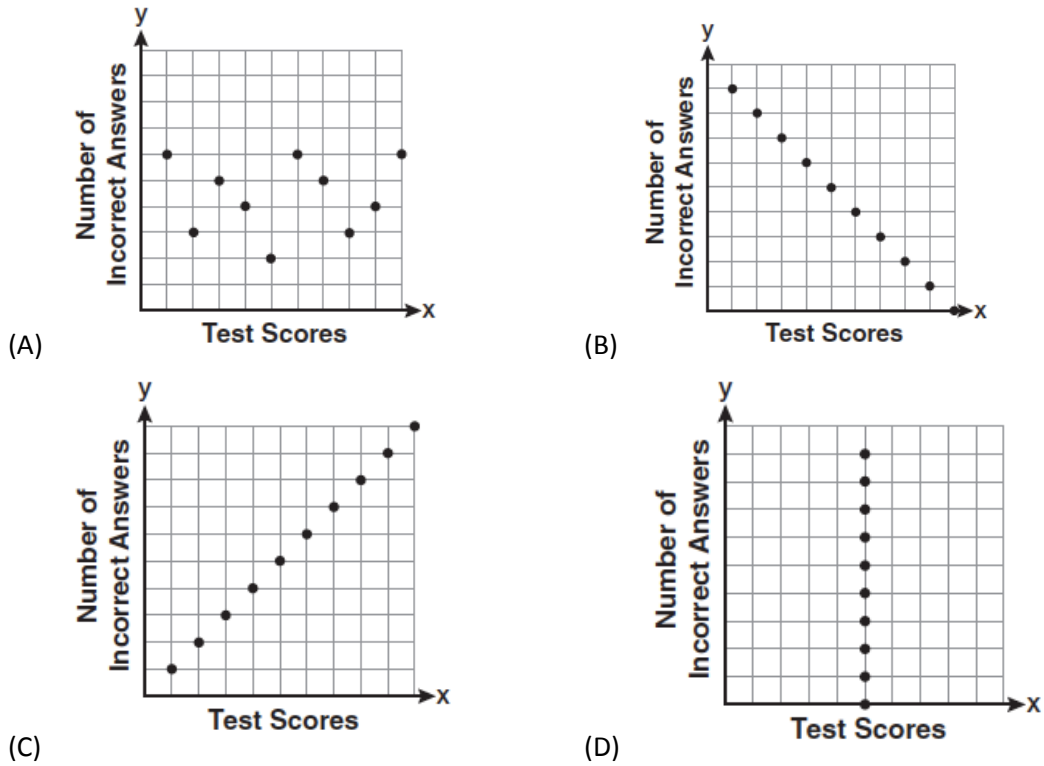 y
Number of
Incorrect Answers
x
Test Scores
(A)
y
Number of
Incorrect Answers
x
Test Scores
(B)
y
Number of
Incorrect Answers
x
Test Scores
(C)
y
Number of
Incorrect Answers
x
Test Scores
(D)